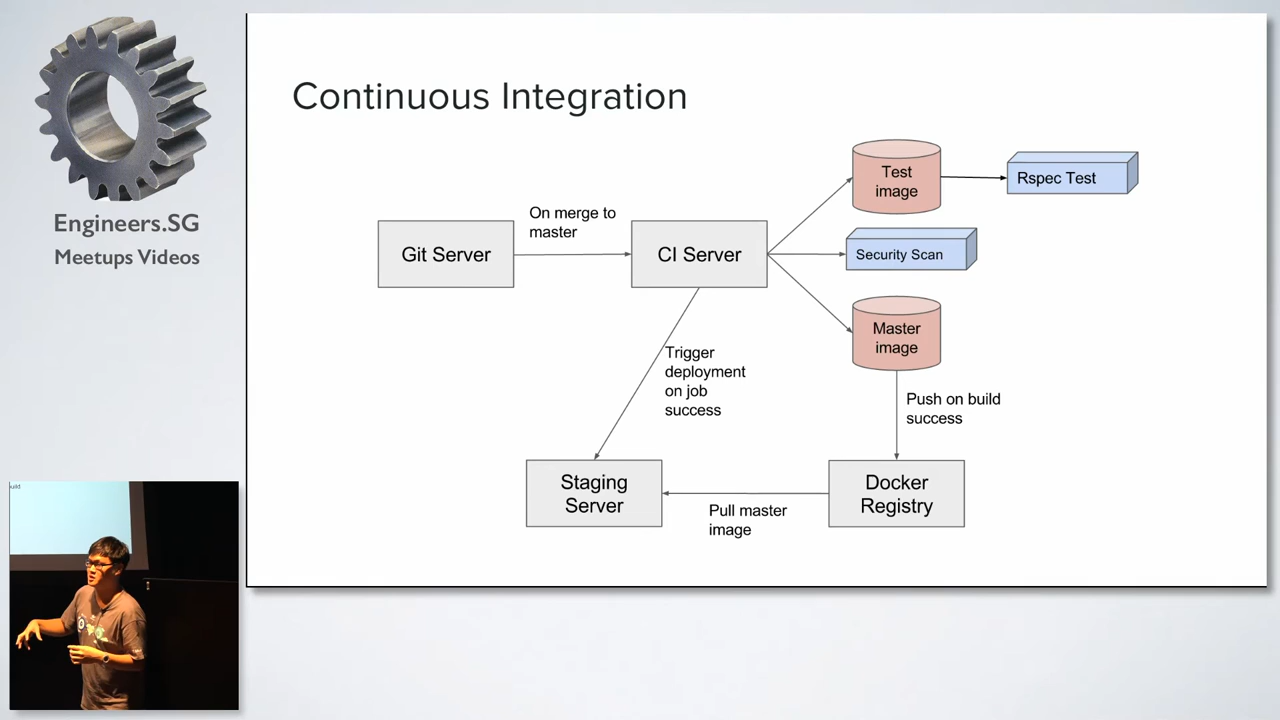 Engineers.SG
Meetups Videos
Continuous Integration
Git Server
On merge to
master
CI Server
Test
image
Rspec Test
Security Scan
Master
image
Trigger
deployment
on job
success
Push on build
success
Staging
Server
Pull master
image
Docker
Registry